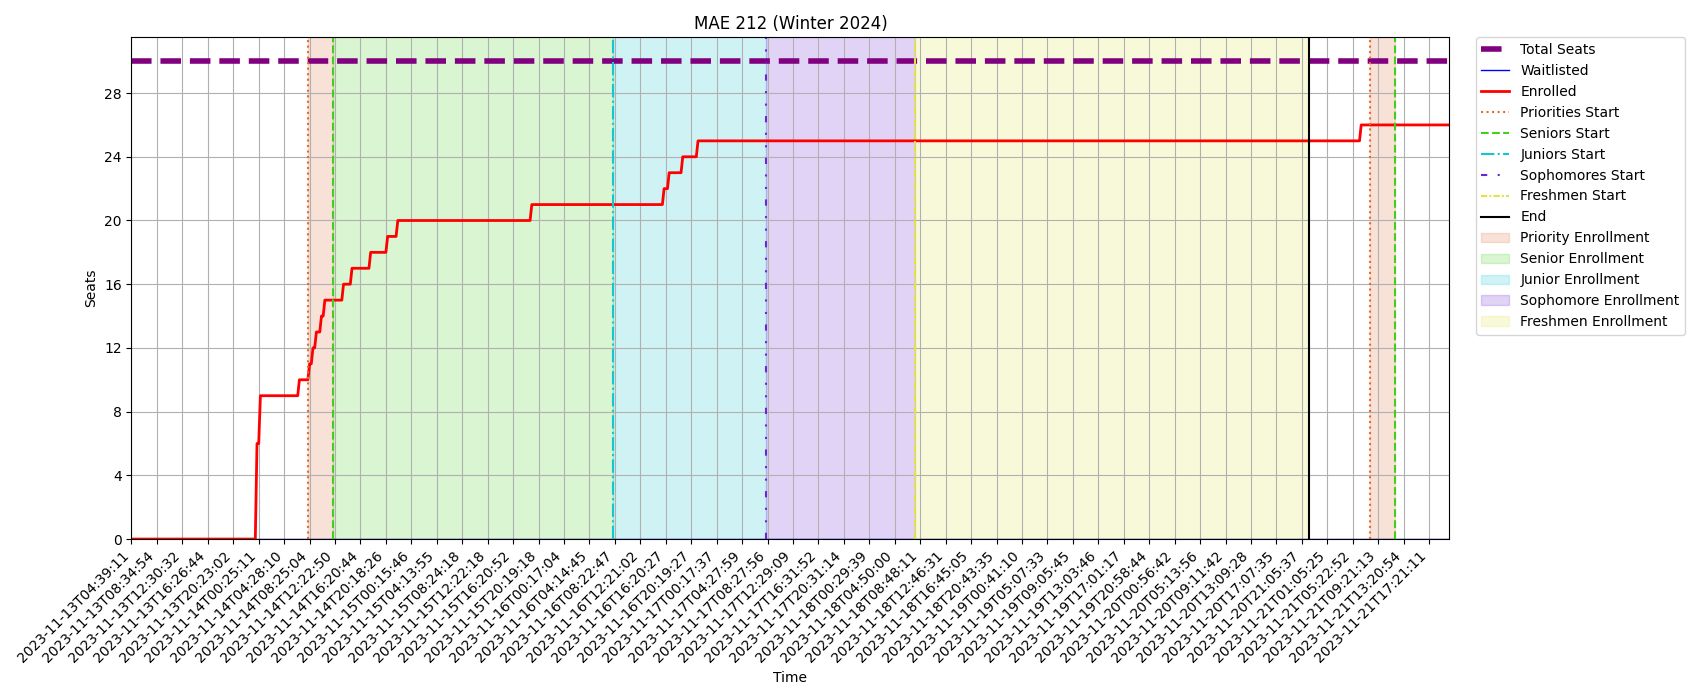 MAE 212 (Winter 2024)
Total Seats
Waitlisted
Enrolled
Priorities Start
Seniors Start
Juniors Start
Sophomores Start
Freshmen Start
End
Priority Enrollment
Senior Enrollment
Junior Enrollment
Sophomore Enrollment
Freshmen Enrollment
Seats
28
24
20
16
12
8
4
0
2023-11-13T04:39:11
2023-11-13T08:34:54
2023-11-13T12:30:32
2023-11-13T16:26:44
2023-11-13T20:23:02
2023-11-14T00:25:11
2023-11-14T04:28:10
2023-11-14T08:25:04
2023-11-14T12:22:50
2023-11-14T16:20:44
2023-11-14T20:18:26
2023-11-15T00:15:46
2023-11-15T04:13:55
2023-11-15T08:24:18
2023-11-15T12:22:18
2023-11-15T16:20:52
2023-11-15T20:19:18
2023-11-16T00:17:04
2023-11-16T04:14:45
2023-11-16T08:22:47
2023-11-16T12:21:02
2023-11-16T16:20:27
2023-11-16T20:19:27
2023-11-17T00:17:37
2023-11-17T04:27:59
2023-11-17T08:27:56
2023-11-17T12:29:09
2023-11-17T16:31:52
2023-11-17T20:31:14
2023-11-18T00:29:39
2023-11-18T04:50:00
2023-11-18T08:48:11
2023-11-18T12:46:31
2023-11-18T16:45:05
2023-11-18T20:43:35
2023-11-19T00:41:10
2023-11-19T05:07:33
2023-11-19T09:05:45
2023-11-19T13:03:46
2023-11-19T17:01:17
2023-11-19T20:58:44
2023-11-20T00:56:42
2023-11-20T05:13:56
2023-11-20T09:11:42
2023-11-20T13:09:28
2023-11-20T17:07:35
2023-11-20T21:05:37
2023-11-21T01:05:25
2023-11-21T05:22:52
2023-11-21T09:21:13
2023-11-21T13:20:54
2023-11-21T17:21:11
Time